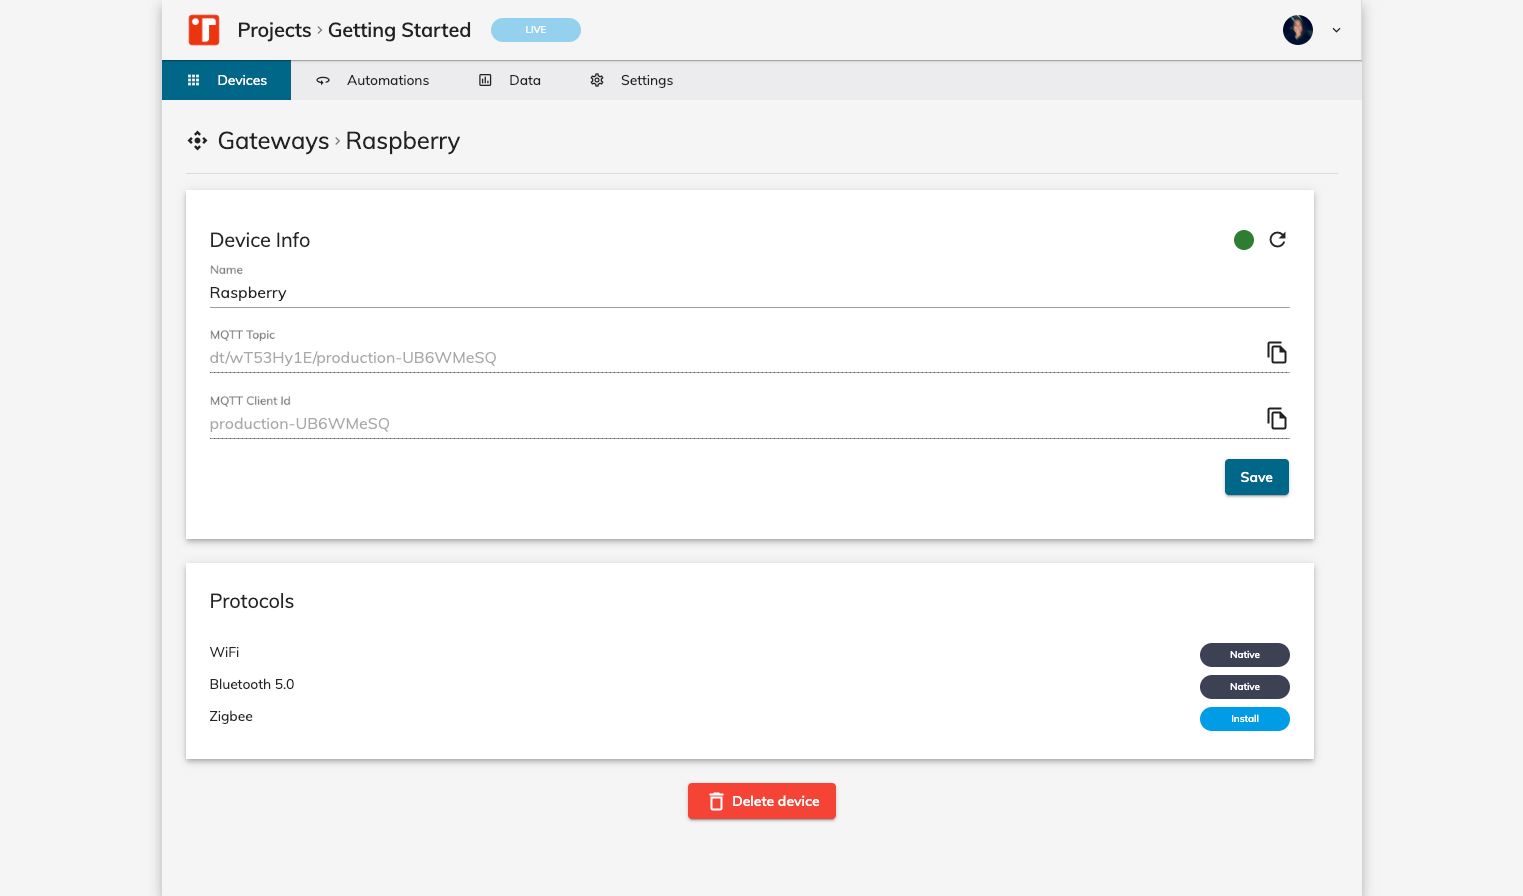 Projects › Getting Started
LIVE
Devices
Automations
Data
Settings
Gateways › Raspberry
Device Info
Name
Raspberry
MQTT Topic
dt/wT53Hy1E/production-UB6WMeSQ
MQTT Client Id
production-UB6WMeSQ
Save
Protocols
WiFi
Native
Bluetooth 5.0
Native
Zigbee
Install
Delete device